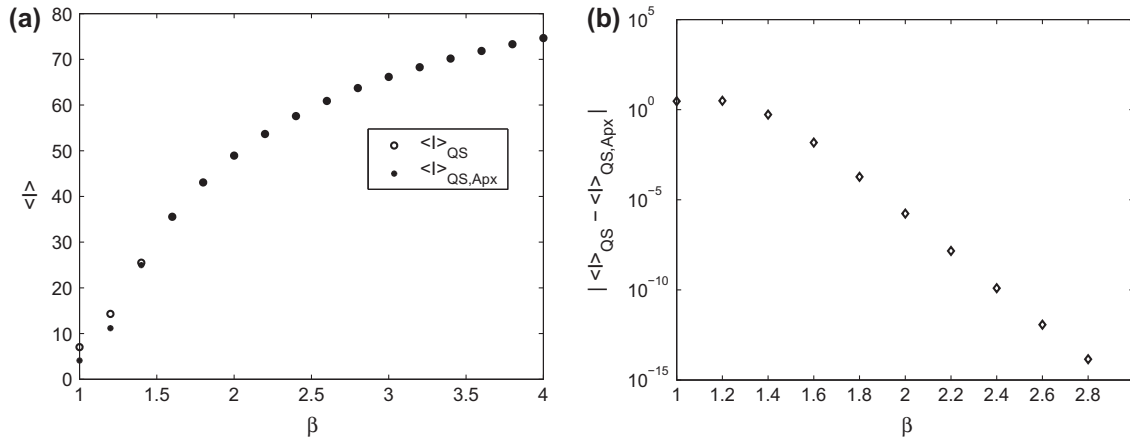 (a)
80
70
60
50
40
30
20
10
0
<I>
<I>QS
<I>QS,Apx
1 1.5 2 2.5 3 3.5 4
β
(b)
10^5
10^0
10^-5
10^-10
10^-15
| <I>QS − <I>QS,Apx |
1 1.2 1.4 1.6 1.8 2 2.2 2.4 2.6 2.8
β